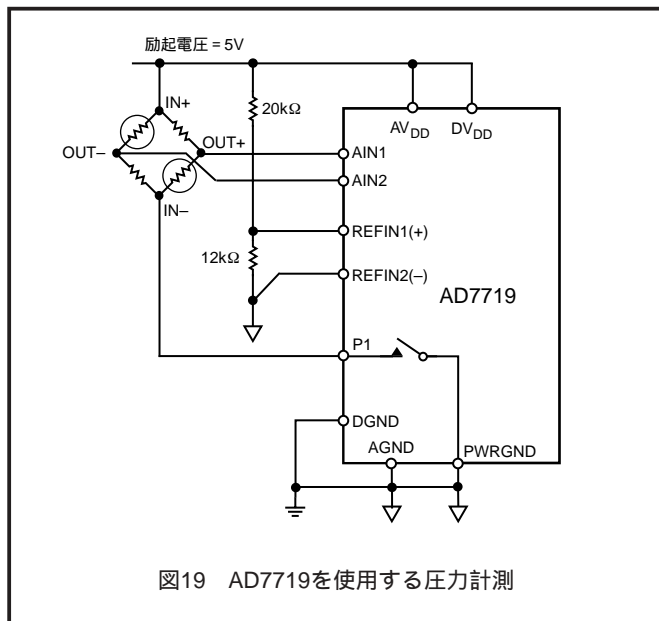 励起電圧 = 5V
IN+
OUT+
OUT–
IN–
20kΩ
12kΩ
AVDD
DVDD
AIN1
AIN2
REFIN1(+)
REFIN2(–)
AD7719
P1
DGND
AGND
PWRGND
図19　AD7719を使用する圧力計測